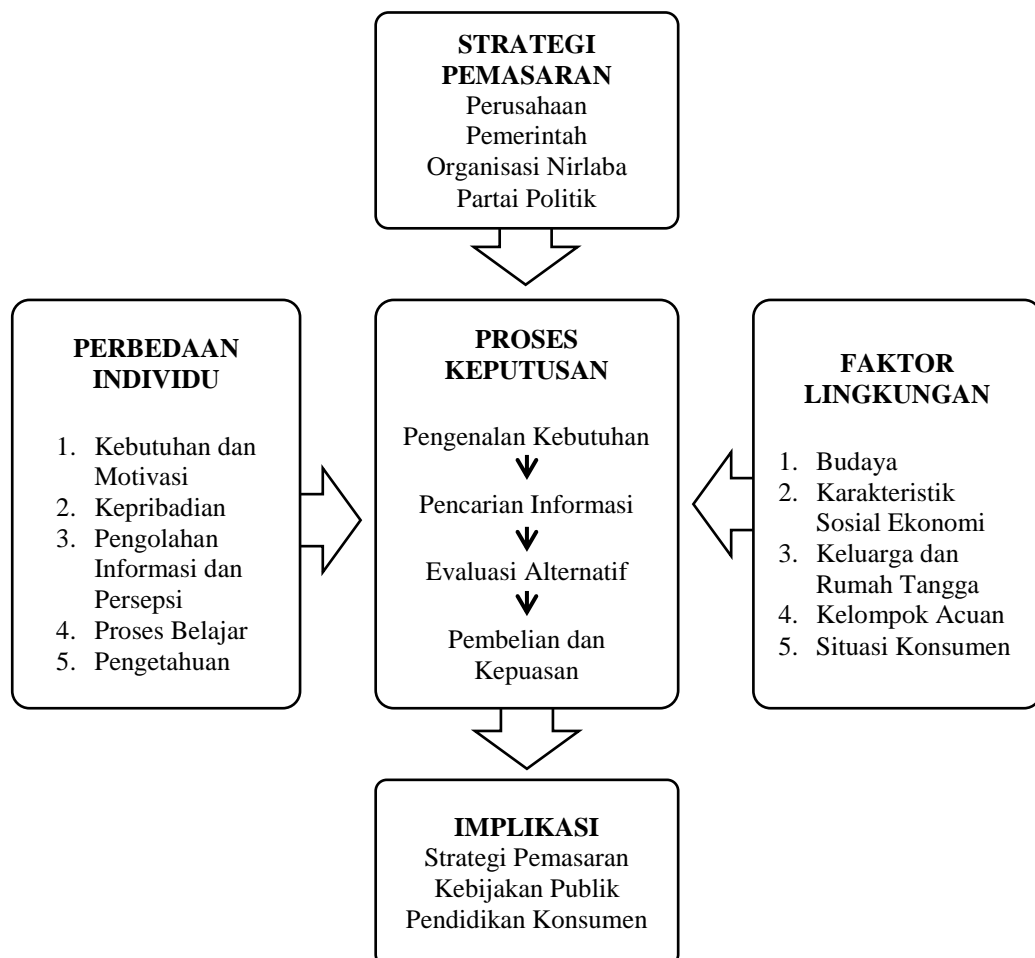 STRATEGI
PEMASARAN
Perusahaan
Pemerintah
Organisasi Nirlaba
Partai Politik
PERBEDAAN
INDIVIDU
1. Kebutuhan dan
Motivasi
2. Kepribadian
3. Pengolahan
Informasi dan
Persepsi
4. Proses Belajar
5. Pengetahuan
PROSES
KEPUTUSAN
Pengenalan Kebutuhan
Pencarian Informasi
Evaluasi Alternatif
Pembelian dan
Kepuasan
FAKTOR
LINGKUNGAN
1. Budaya
2. Karakteristik
Sosial Ekonomi
3. Keluarga dan
Rumah Tangga
4. Kelompok Acuan
5. Situasi Konsumen
IMPLIKASI
Strategi Pemasaran
Kebijakan Publik
Pendidikan Konsumen